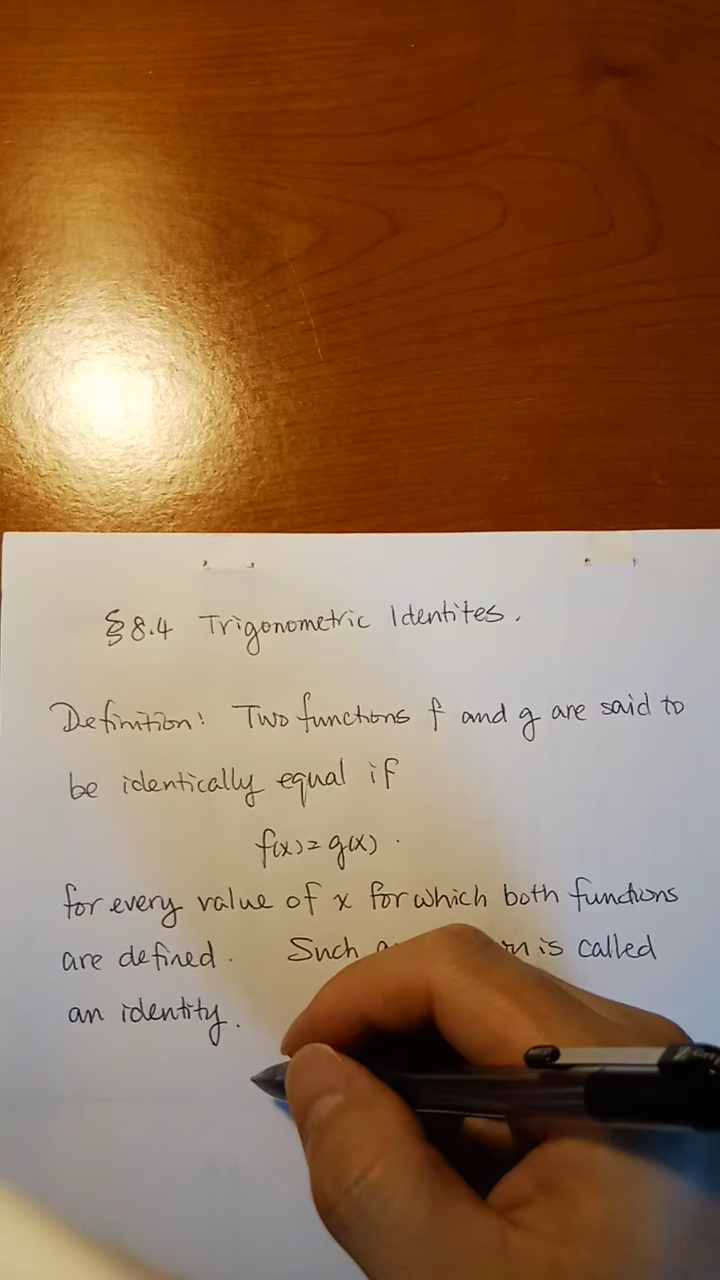 §8.4 Trigonometric Identites.
Definition: Two functions f and g are said to
be identically equal if
f(x) = g(x).
for every value of x for which both functions
are defined. Such is called
an identity.